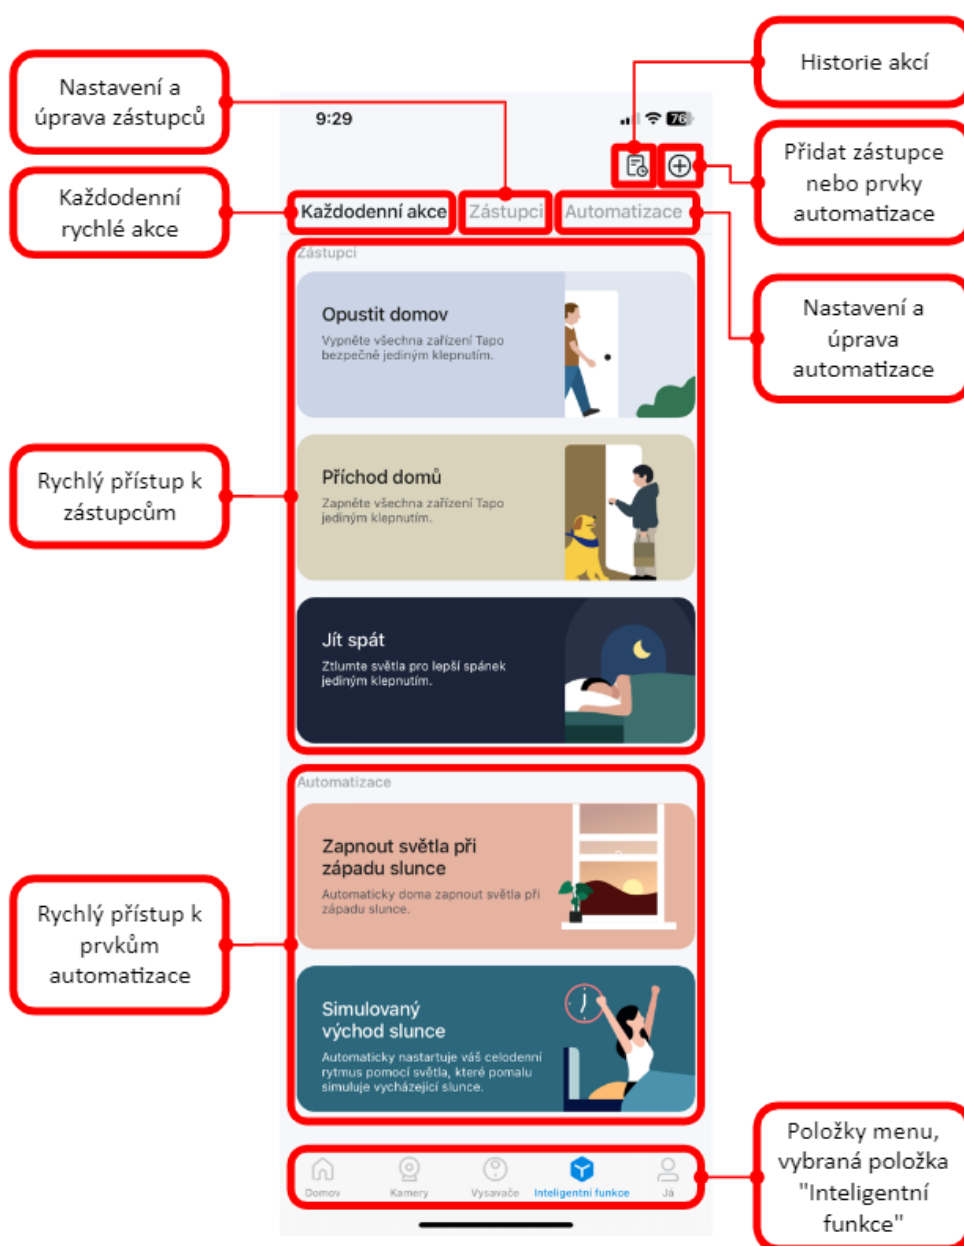 Historie akcí
Nastavení a
úprava zástupců
9:29
76
Přidat zástupce
nebo prvky
automatizace
Každodenní
rychlé akce
Každodenní akce
Zástupci
Automatizace
Zástupci
Opustit domov
Vypněte všechna zařízení Tapo
bezpečně jediným klepnutím.
Nastavení a
úprava
automatizace
Rychlý přístup k
zástupcům
Příchod domů
Zapněte všechna zařízení Tapo
jediným klepnutím.
Jít spát
Ztlumte světla pro lepší spánek
jediným klepnutím.
Automatizace
Zapnout světla při
západu slunce
Automaticky doma zapnout světla při
západu slunce.
Rychlý přístup k
prvkům
automatizace
Simulovaný
východ slunce
Automaticky nastartuje váš celodenní
rytmus pomocí světla, které pomalu
simuluje vycházející slunce.
Položky menu,
vybraná položka
"Inteligentní
funkce"
Domov
Kamery
Vysavače
Inteligentní funkce
Já